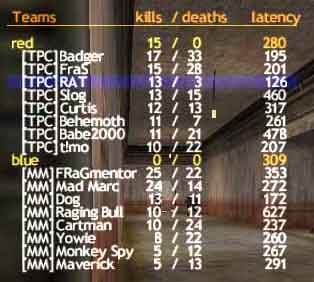 Teams kills / deaths latency
red 15 / 0 280
[TPC]Badger 17 / 33 195
[TPC]FraS 15 / 28 201
[TPC]RAT 13 / 3 126
[TPC]Slog 13 / 15 460
[TPC]Curtis 12 / 13 317
[TPC]Behemoth 11 / 7 261
[TPC]Babe2000 11 / 21 478
[TPC]t!mo 10 / 22 207
blue 0 / 0 309
[MM]FRaGmentor 25 / 22 353
[MM]Mad Marc 24 / 14 272
[MM]Dog 13 / 11 172
[MM]Raging Bull 10 / 12 627
[MM]Cartman 10 / 24 237
[MM]Yowie 8 / 22 260
[MM]Monkey Spy 5 / 12 267
[MM]Maverick 5 / 13 291